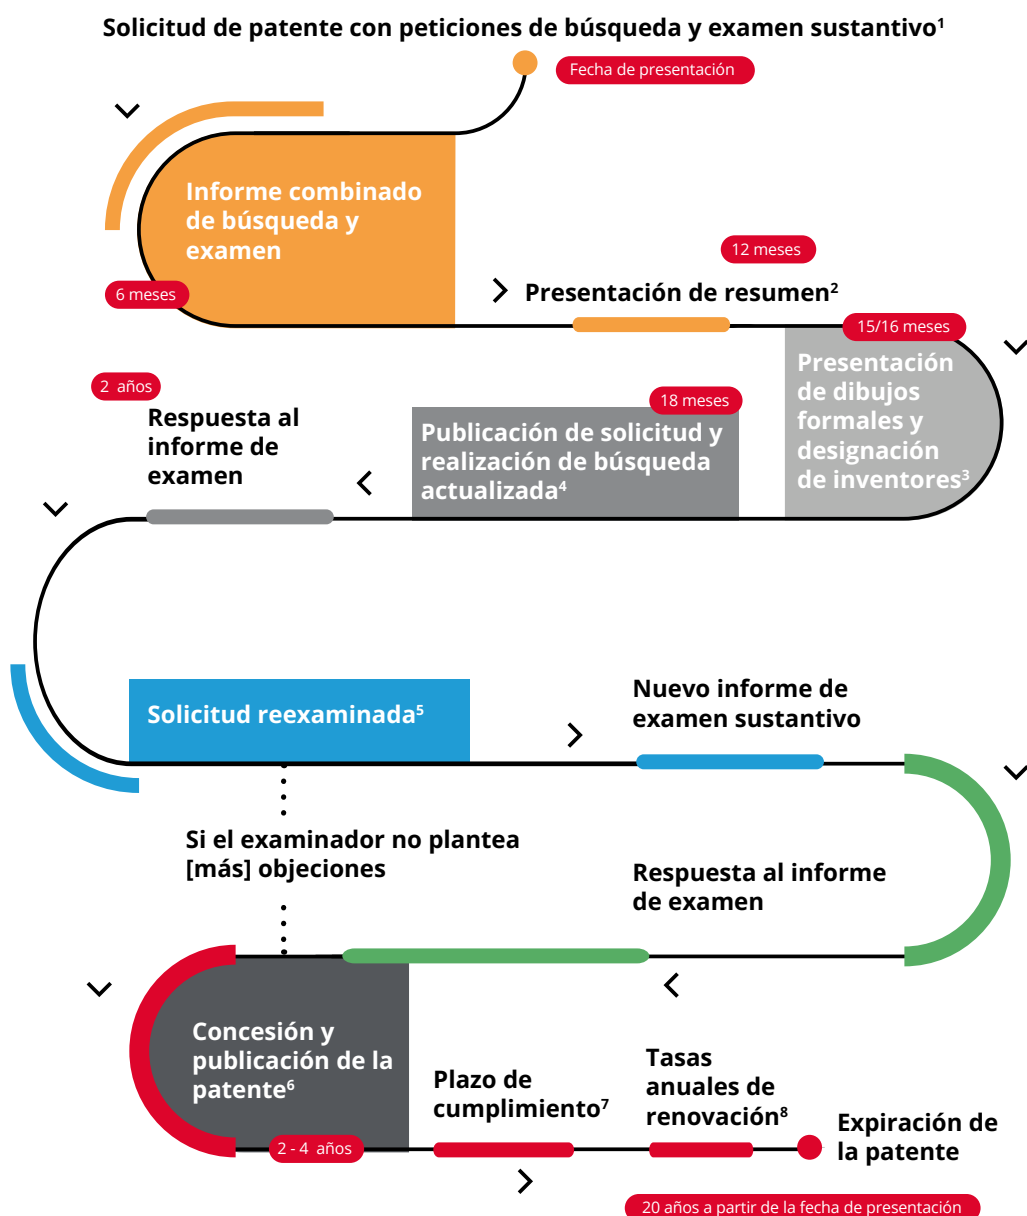 Solicitud de patente con peticiones de búsqueda y examen sustantivo¹
Fecha de presentación
Informe combinado
de búsqueda y
examen
6 meses
12 meses
Presentación de resumen²
15/16 meses
Presentación
de dibujos
formales y
designación
de inventores³
18 meses
Publicación de solicitud y
realización de búsqueda
actualizada⁴
2 años
Respuesta al
informe de
examen
Solicitud reexaminada⁵
Nuevo informe de
examen sustantivo
Si el examinador no plantea
[más] objeciones
Respuesta al informe
de examen
Concesión y
publicación de la
patente⁶
2 - 4 años
Plazo de
cumplimiento⁷
Tasas
anuales de
renovación⁸
Expiración de
la patente
20 años a partir de la fecha de presentación